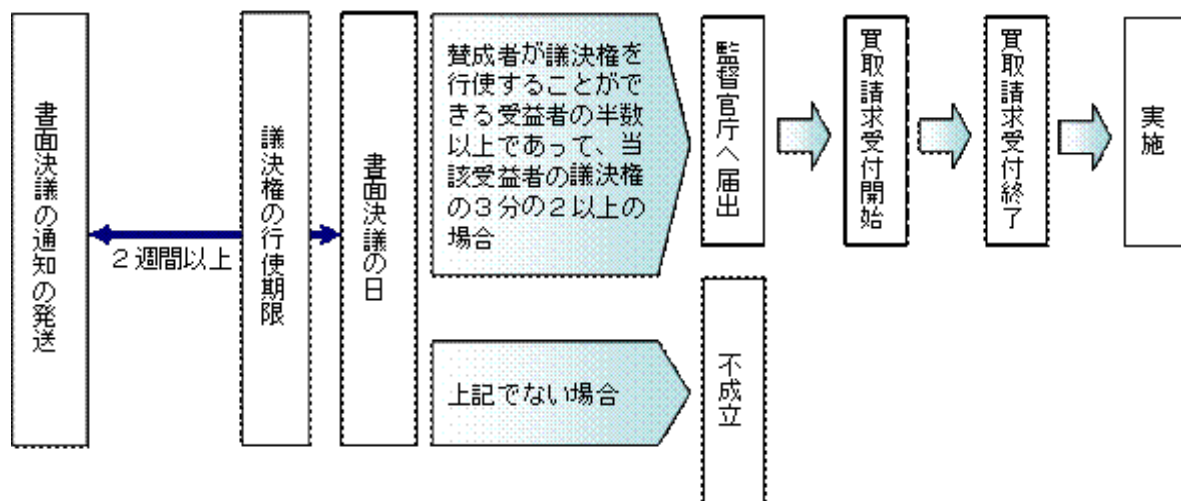 書面決議の通知の発送
2週間以上
議決権の行使期限
書面決議の日
賛成者が議決権を
行使することがで
きる受益者の半数
以上であって、当
該受益者の議決権
の3分の2以上の
場合
監督官庁へ届出
買取請求受付開始
買取請求受付終了
実施
上記でない場合
不成立